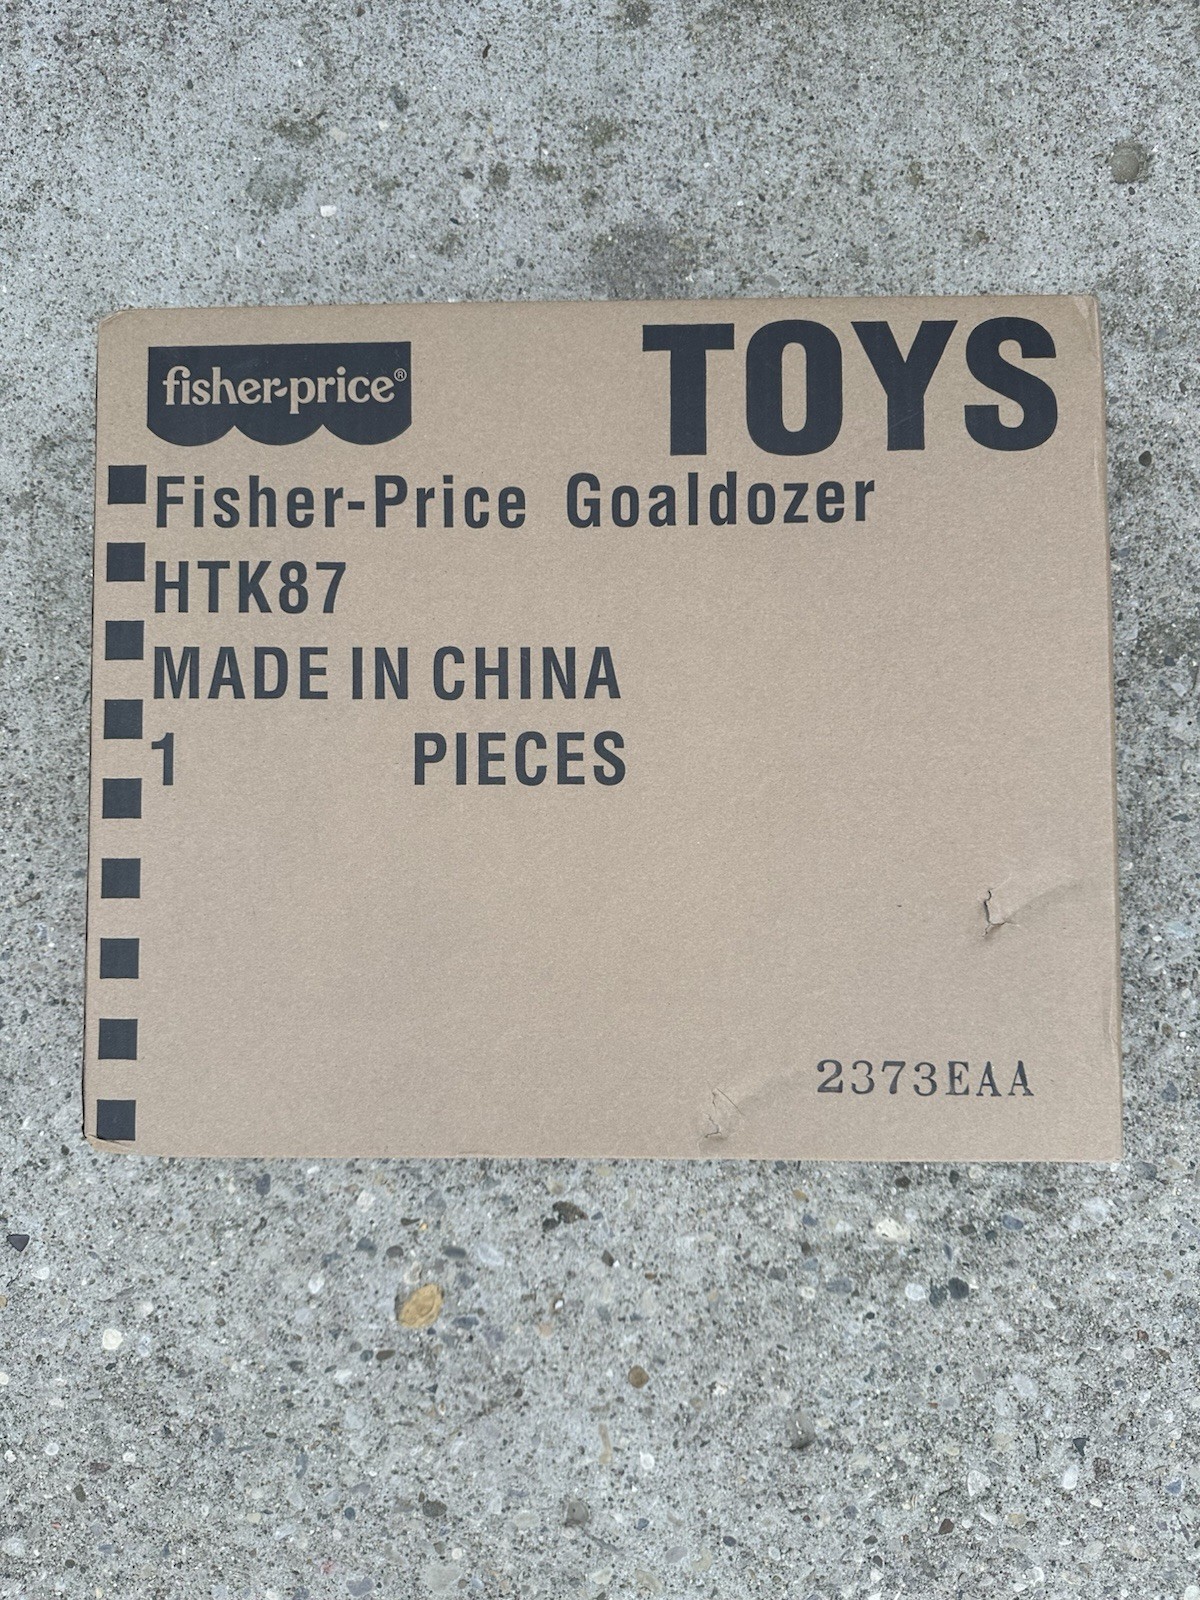 fisher-price®
TOYS
Fisher-Price Goaldozer
HTK87
MADE IN CHINA
1 PIECES
2373EAA